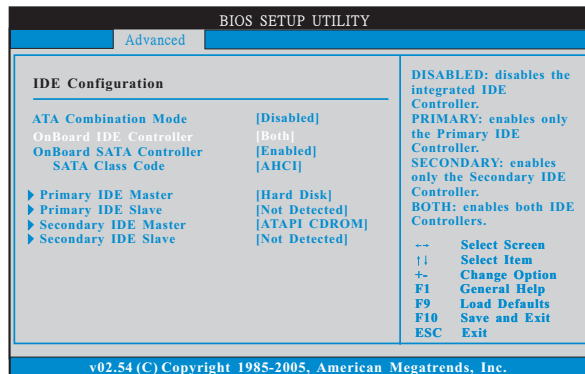 BIOS SETUP UTILITY
Advanced
IDE Configuration
ATA Combination Mode [Disabled]
OnBoard IDE Controller [Both]
OnBoard SATA Controller [Enabled]
SATA Class Code [AHCI]
Primary IDE Master [Hard Disk]
Primary IDE Slave [Not Detected]
Secondary IDE Master [ATAPI CDROM]
Secondary IDE Slave [Not Detected]
DISABLED: disables the
integrated IDE
Controller.
PRIMARY: enables only
the Primary IDE
Controller.
SECONDARY: enables
only the Secondary IDE
Controller.
BOTH: enables both IDE
Controllers.
←→ Select Screen
↑↓ Select Item
+- Change Option
F1 General Help
F9 Load Defaults
F10 Save and Exit
ESC Exit
v02.54 (C) Copyright 1985-2005, American Megatrends, Inc.